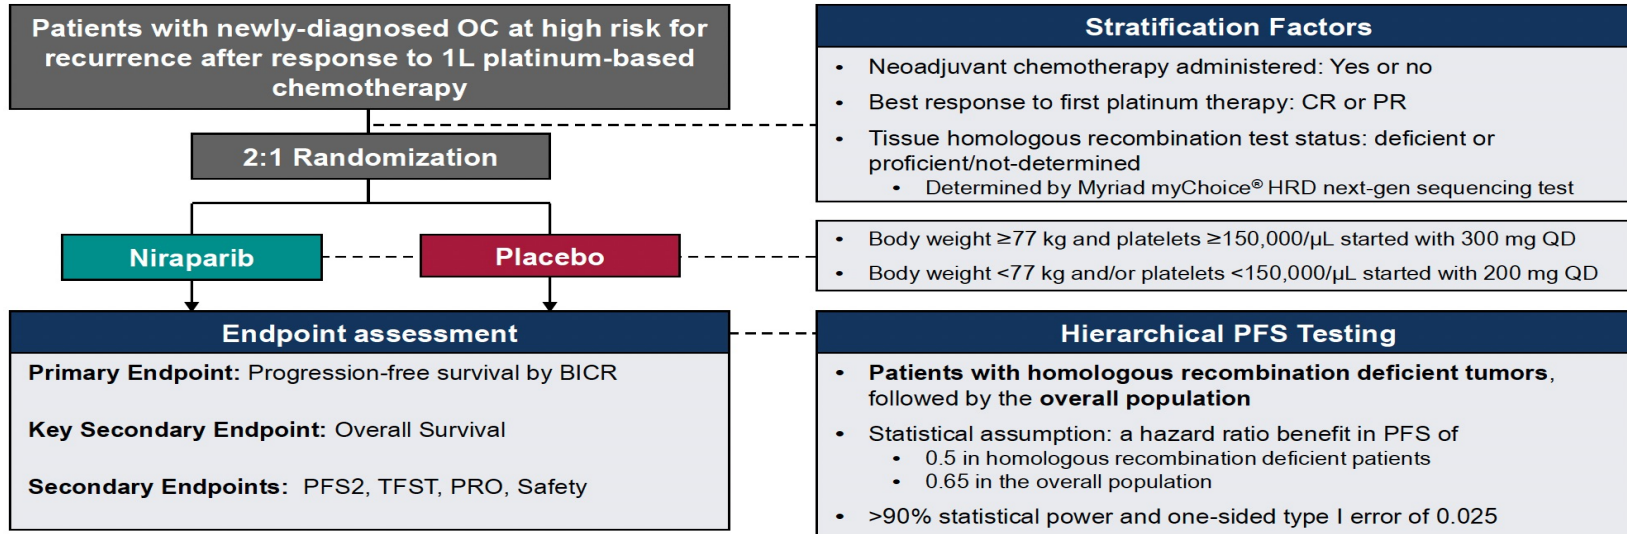 Patients with newly-diagnosed OC at high risk for
recurrence after response to 1L platinum-based
chemotherapy
2:1 Randomization
Niraparib
Placebo
Endpoint assessment
Primary Endpoint: Progression-free survival by BICR
Key Secondary Endpoint: Overall Survival
Secondary Endpoints: PFS2, TFST, PRO, Safety
Stratification Factors
• Neoadjuvant chemotherapy administered: Yes or no
• Best response to first platinum therapy: CR or PR
• Tissue homologous recombination test status: deficient or
proficient/not-determined
• Determined by Myriad myChoice® HRD next-gen sequencing test
• Body weight ≥77 kg and platelets ≥150,000/µL started with 300 mg QD
• Body weight <77 kg and/or platelets <150,000/µL started with 200 mg QD
Hierarchical PFS Testing
• Patients with homologous recombination deficient tumors,
followed by the overall population
• Statistical assumption: a hazard ratio benefit in PFS of
• 0.5 in homologous recombination deficient patients
• 0.65 in the overall population
• >90% statistical power and one-sided type I error of 0.025